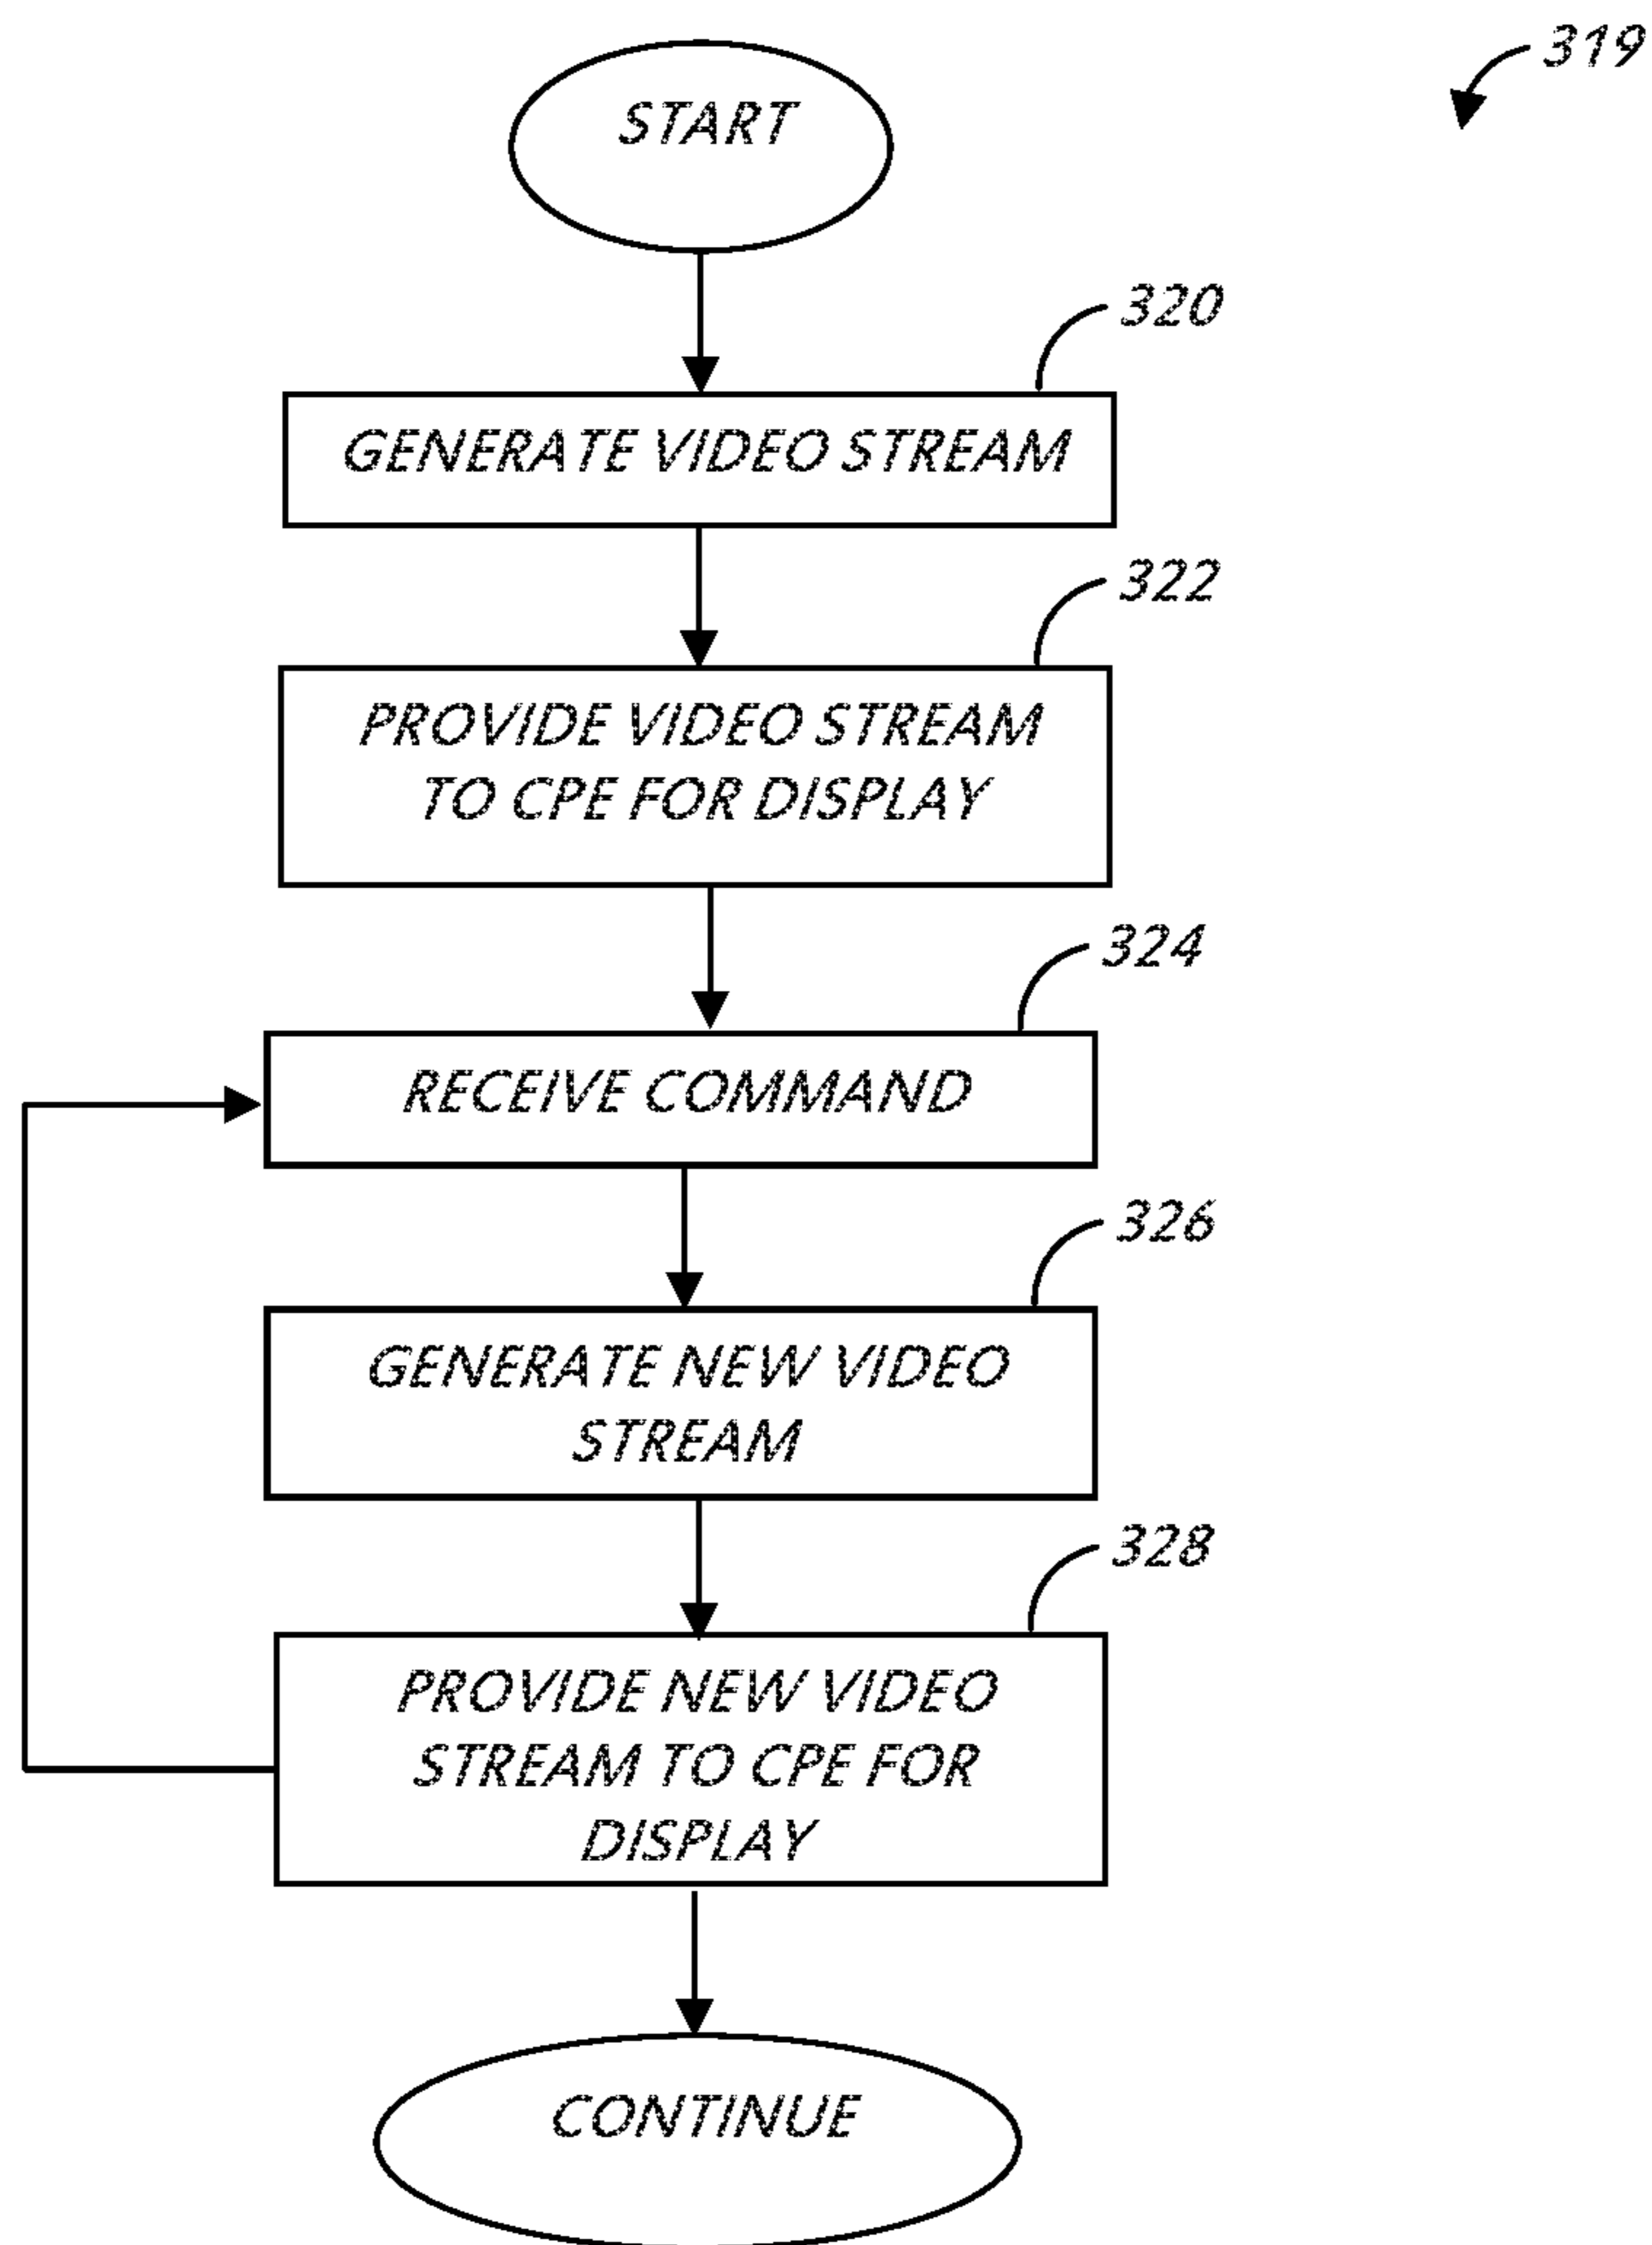 319
START
320
GENERATE VIDEO STREAM
322
PROVIDE VIDEO STREAM
TO CPE FOR DISPLAY
324
RECEIVE COMMAND
326
GENERATE NEW VIDEO
STREAM
328
PROVIDE NEW VIDEO
STREAM TO CPE FOR
DISPLAY
CONTINUE